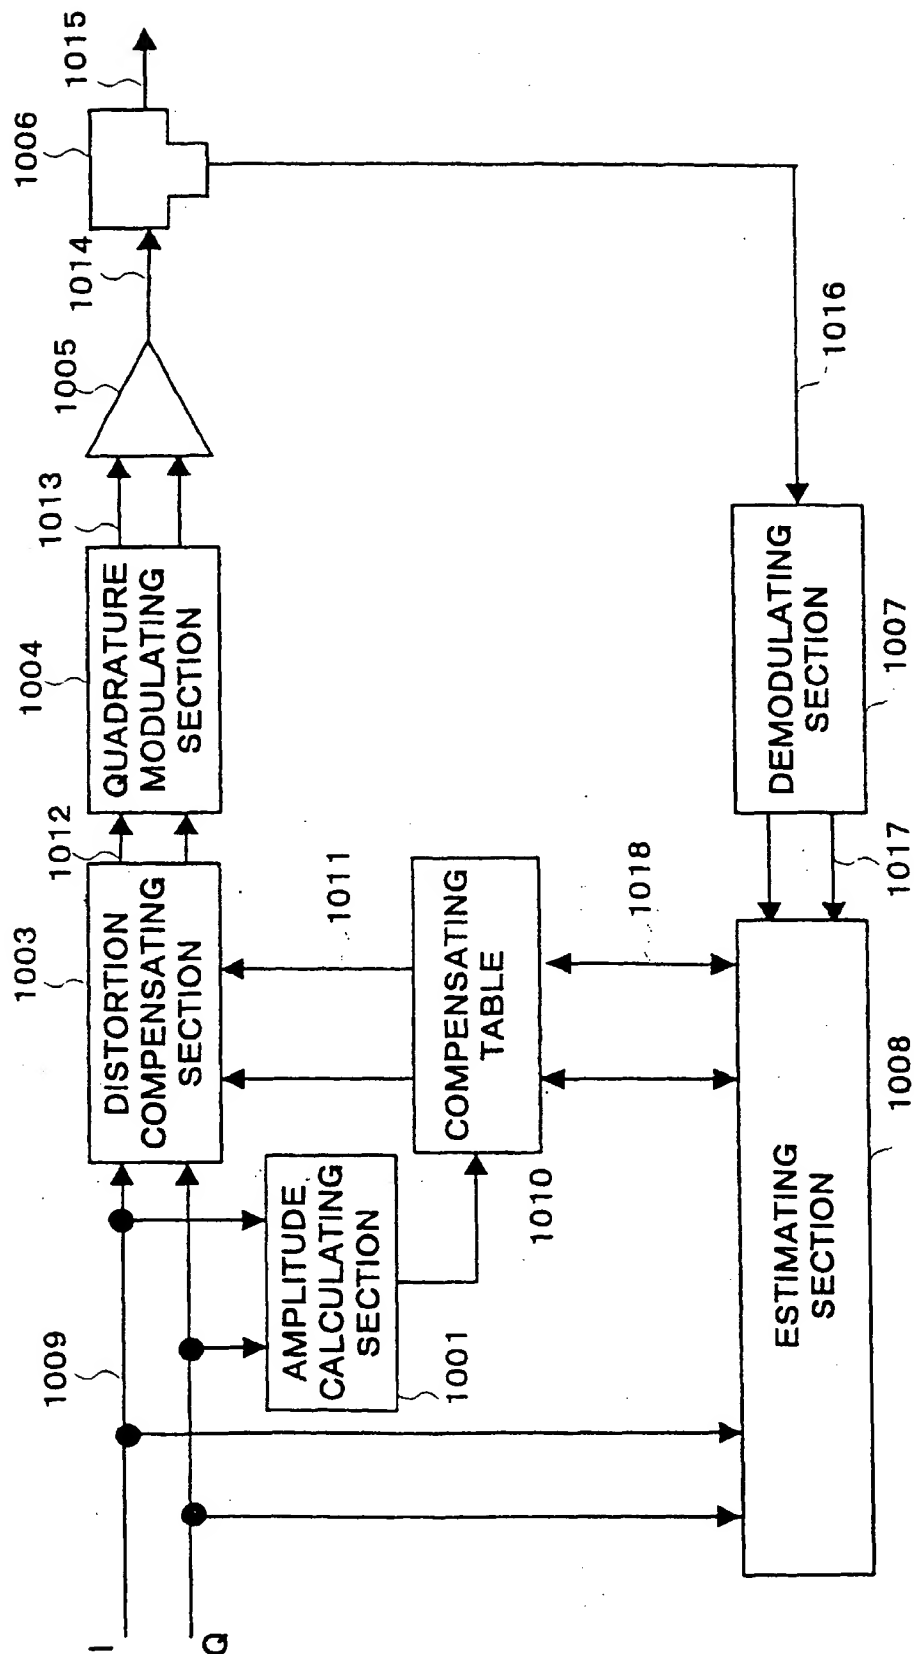 I
Q
1009
AMPLITUDE
CALCULATING
SECTION
1001
DISTORTION
COMPENSATING
SECTION
1003
1012
QUADRATURE
MODULATING
SECTION
1004
1013
1005
1014
1006
1015
1011
COMPENSATING
TABLE
1010
1018
1016
DEMODULATING
SECTION
1007
1017
ESTIMATING
SECTION
1008